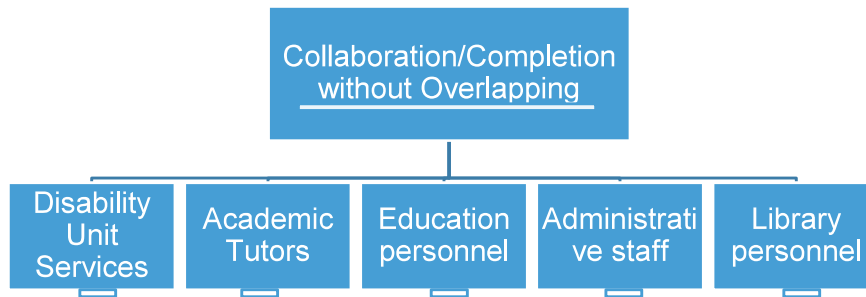 Collaboration/Completion
without Overlapping
Disability
Unit
Services
Academic
Tutors
Education
personnel
Administrati
ve staff
Library
personnel